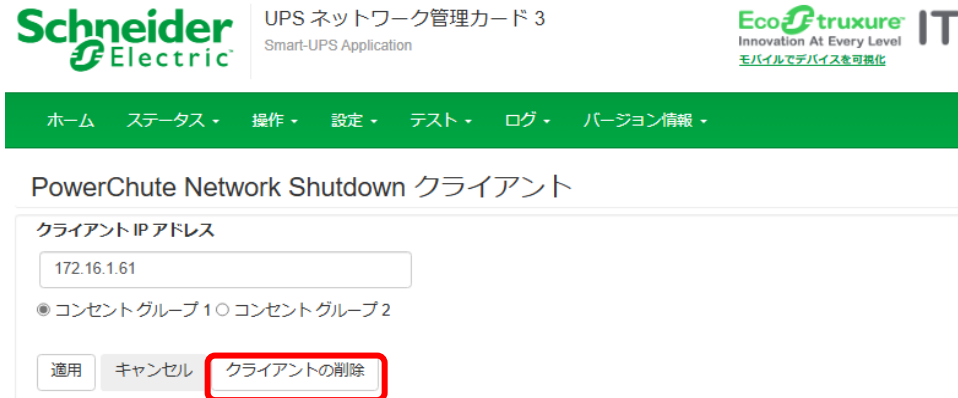 Schneider Electric
UPS ネットワーク管理カード 3
Smart-UPS Application
EcoStruxure IT
Innovation At Every Level
モバイルでデバイスを可視化
ホーム ステータス 操作 設定 テスト ログ バージョン情報
PowerChute Network Shutdown クライアント
クライアント IP アドレス
172.16.1.61
コンセント グループ 1 コンセント グループ 2
適用 キャンセル クライアントの削除